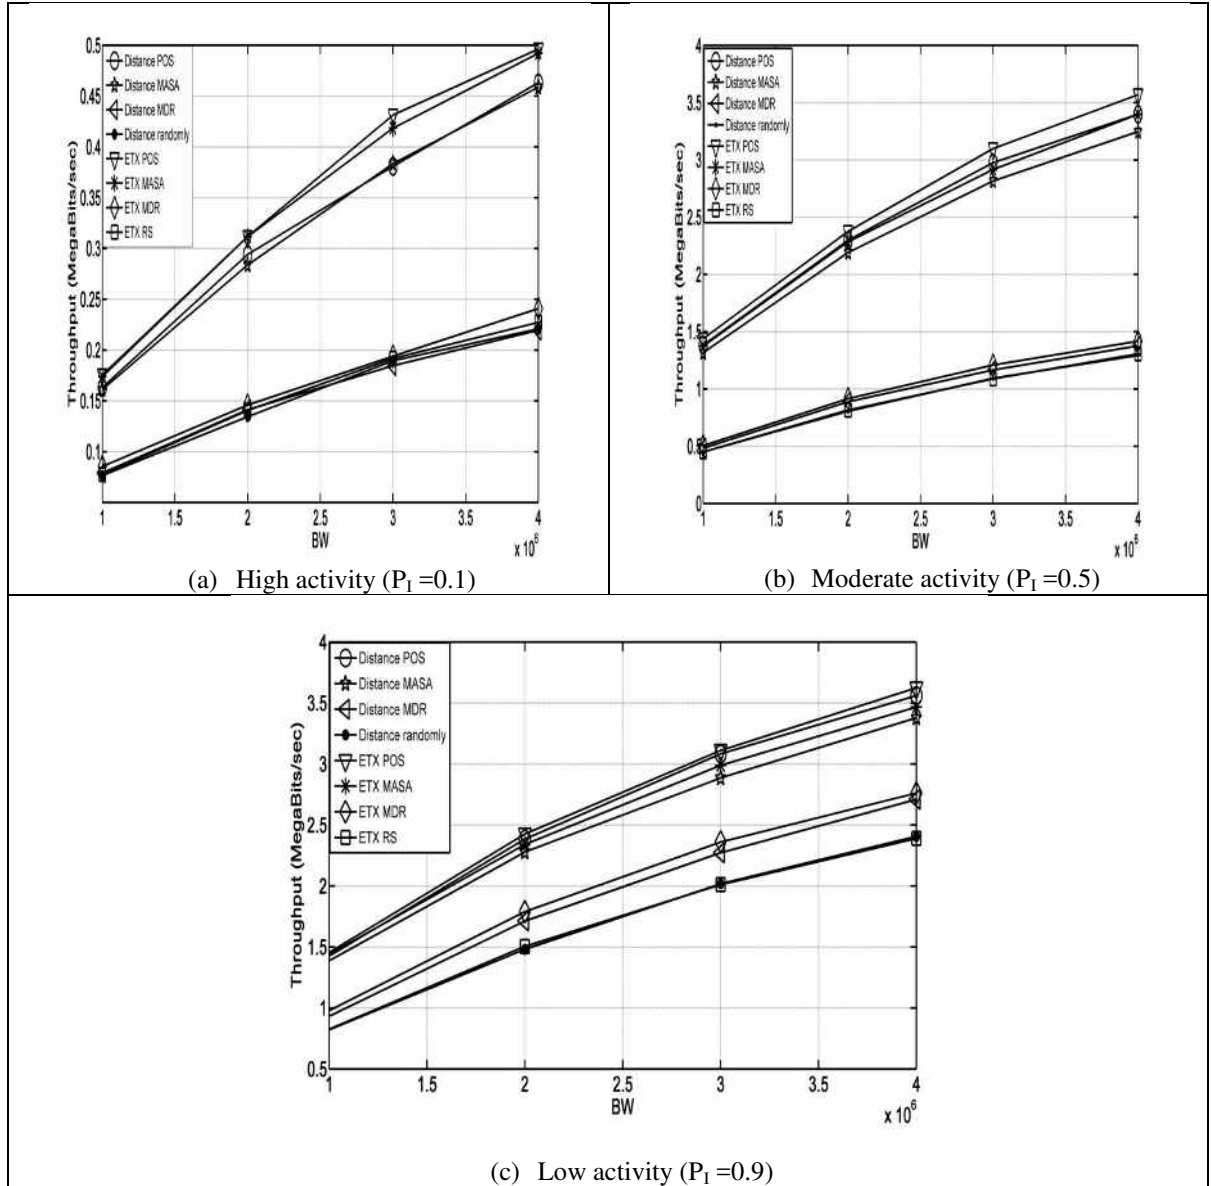 0.5
0.45
0.4
0.35
0.3
0.25
0.2
0.15
0.1
Throughput (MegaBits/sec)
Distance POS
Distance MASA
Distance MDR
Distance randomly
ETX POS
ETX MASA
ETX MDR
ETX RS
1 1.5 2 2.5 3 3.5 4
BW
x 10^6
(a) High activity (P_I =0.1)
4
3.5
3
2.5
2
1.5
1
0.5
0
Throughput (MegaBits/sec)
Distance POS
Distance MASA
Distance MDR
Distance randomly
ETX POS
ETX MASA
ETX MDR
ETX RS
1 1.5 2 2.5 3 3.5 4
BW
x 10^6
(b) Moderate activity (P_I =0.5)
4
3.5
3
2.5
2
1.5
1
0.5
Throughput (MegaBits/sec)
Distance POS
Distance MASA
Distance MDR
Distance randomly
ETX POS
ETX MASA
ETX MDR
ETX RS
1 1.5 2 2.5 3 3.5 4
BW
x 10^6
(c) Low activity (P_I =0.9)